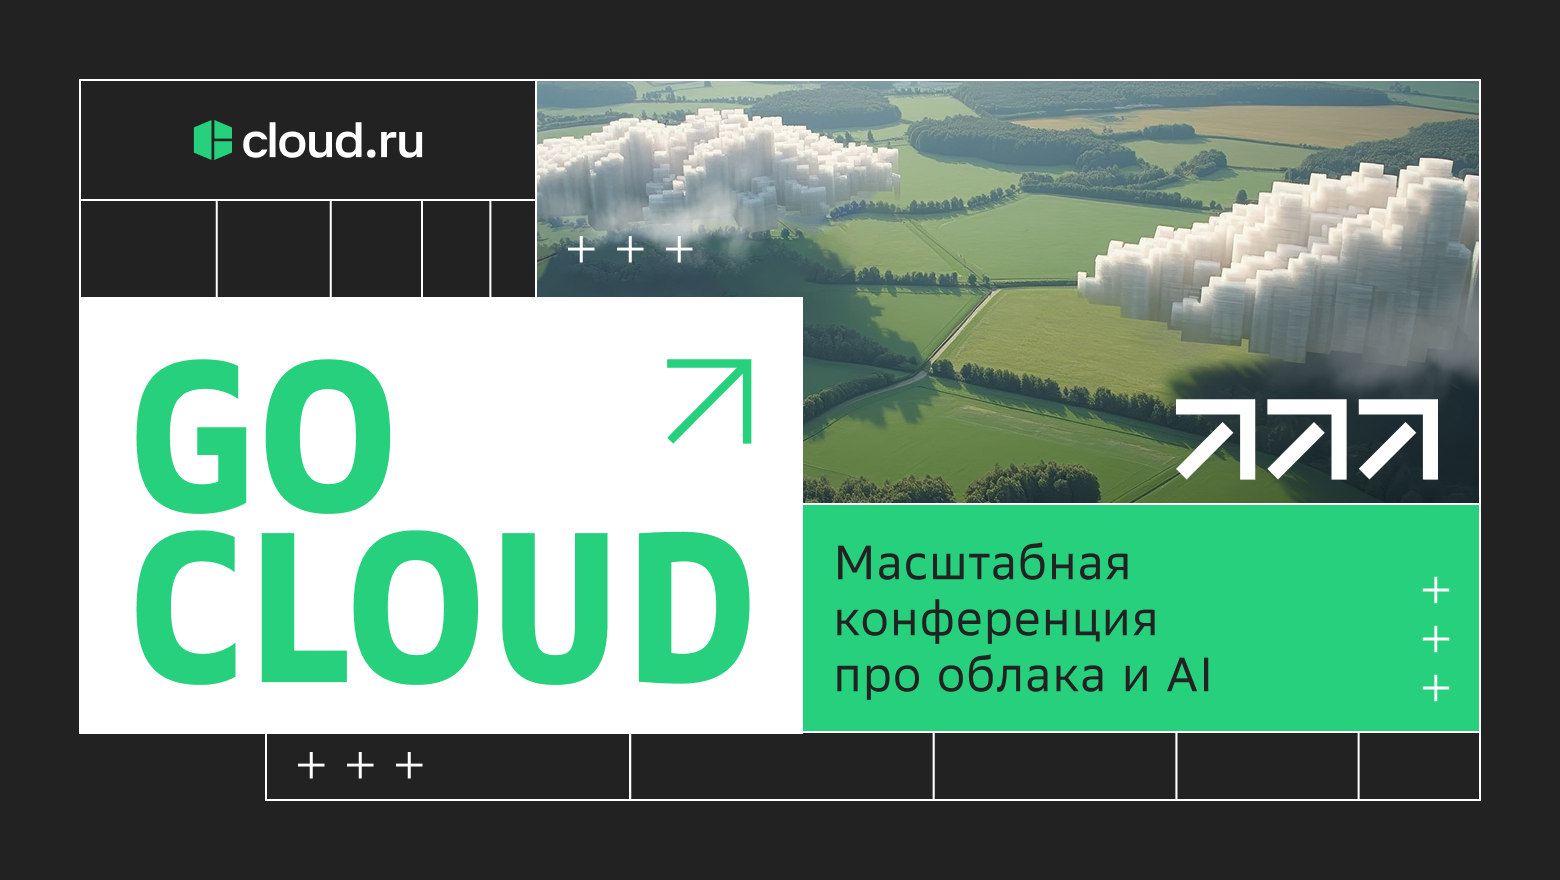 cloud.ru
GO
CLOUD
Масштабная
конференция
про облака и AI